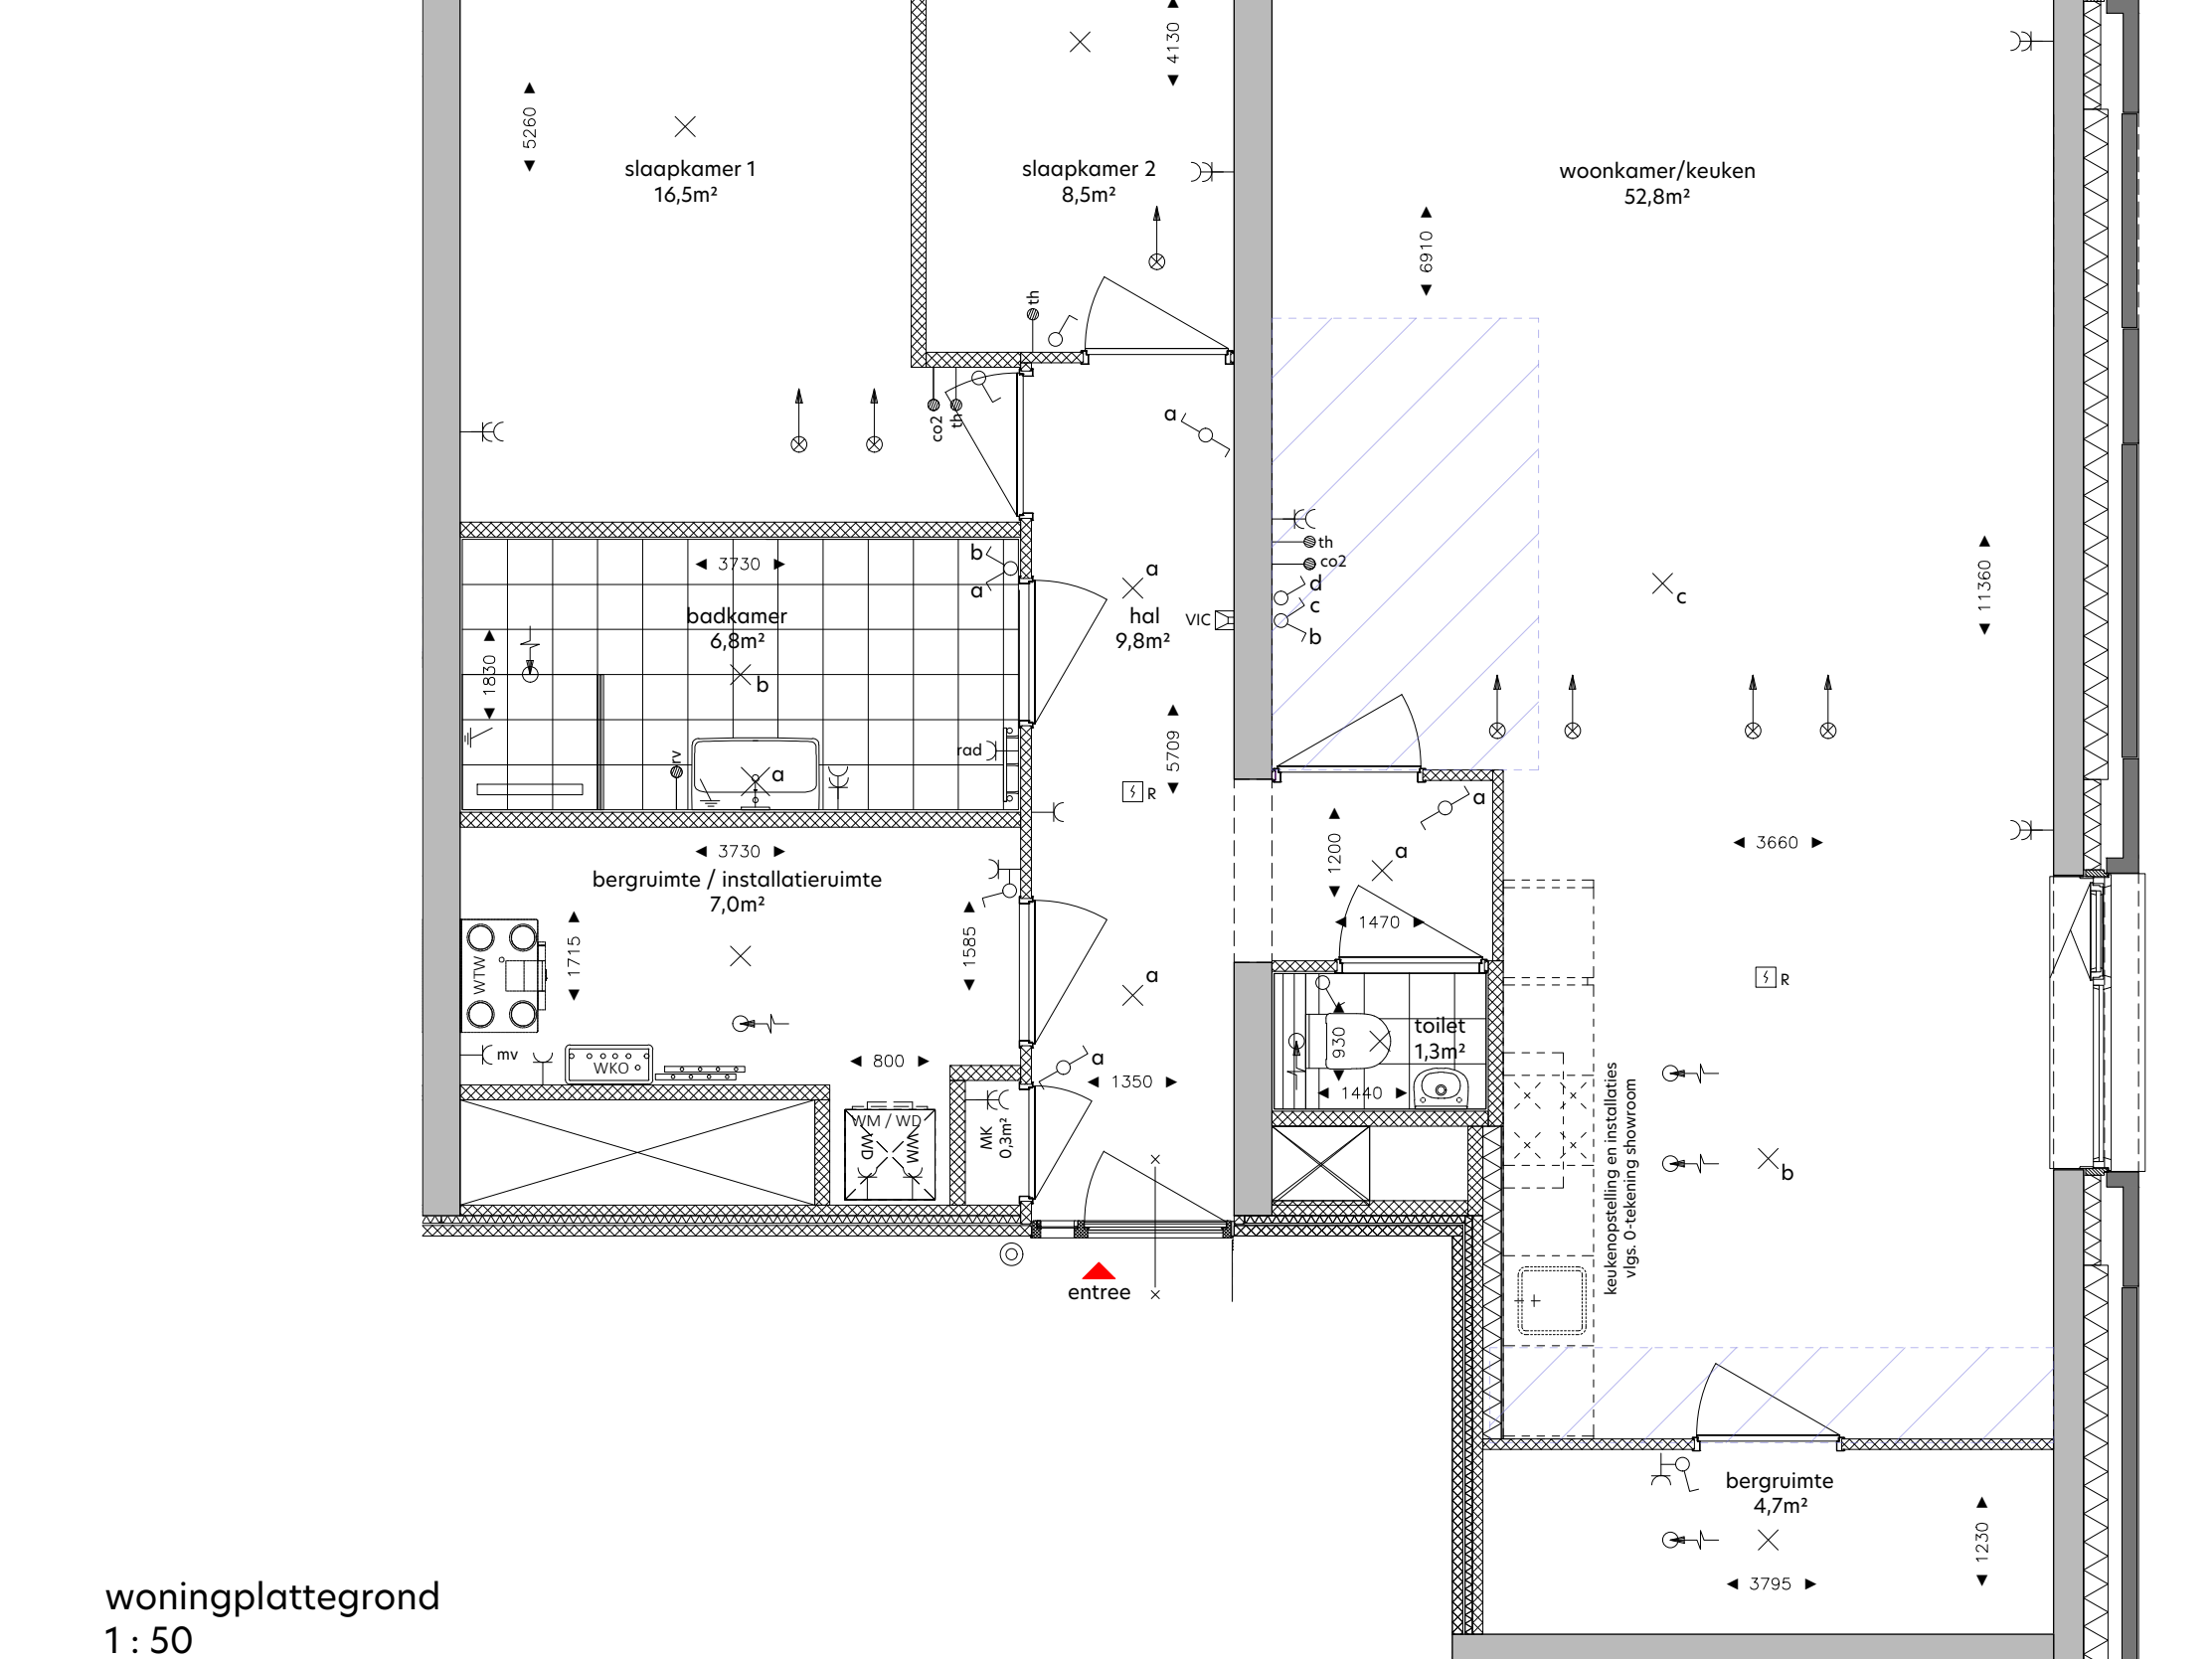 4130
5260
slaapkamer 1
16,5m²
slaapkamer 2
8,5m²
woonkamer/keuken
52,8m²
6910
th
co2
th
a
th
co2
d
c
b
b
a
3730
badkamer
6,8m²
1830
b
a
hal
9,8m²
VIC
c
11360
rv
a
rad
5709
R
a
1200
a
3660
3730
bergruimte / installatieruimte
7,0m²
WTW
1715
1585
1470
a
R
mv
WKO
800
a
1350
930
toilet
1,3m²
1440
WM / WD
WD
WM
MK
0,3m²
keukenopstelling en installaties
vlgs. 0-tekening showroom
b
entree
bergruimte
4,7m²
1230
3795
woningplattegrond
1 : 50